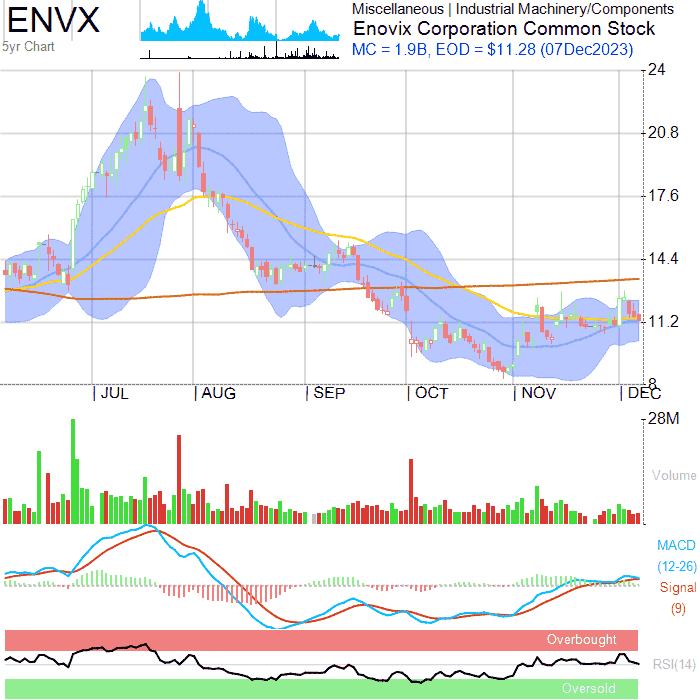 ENVX
5yr Chart
Miscellaneous | Industrial Machinery/Components
Enovix Corporation Common Stock
MC = 1.9B, EOD = $11.28 (07Dec2023)
24
20.8
17.6
14.4
11.2
8
JUL AUG SEP OCT NOV DEC
28M
Volume
MACD
(12-26)
Signal
(9)
Overbought
RSI(14)
Oversold